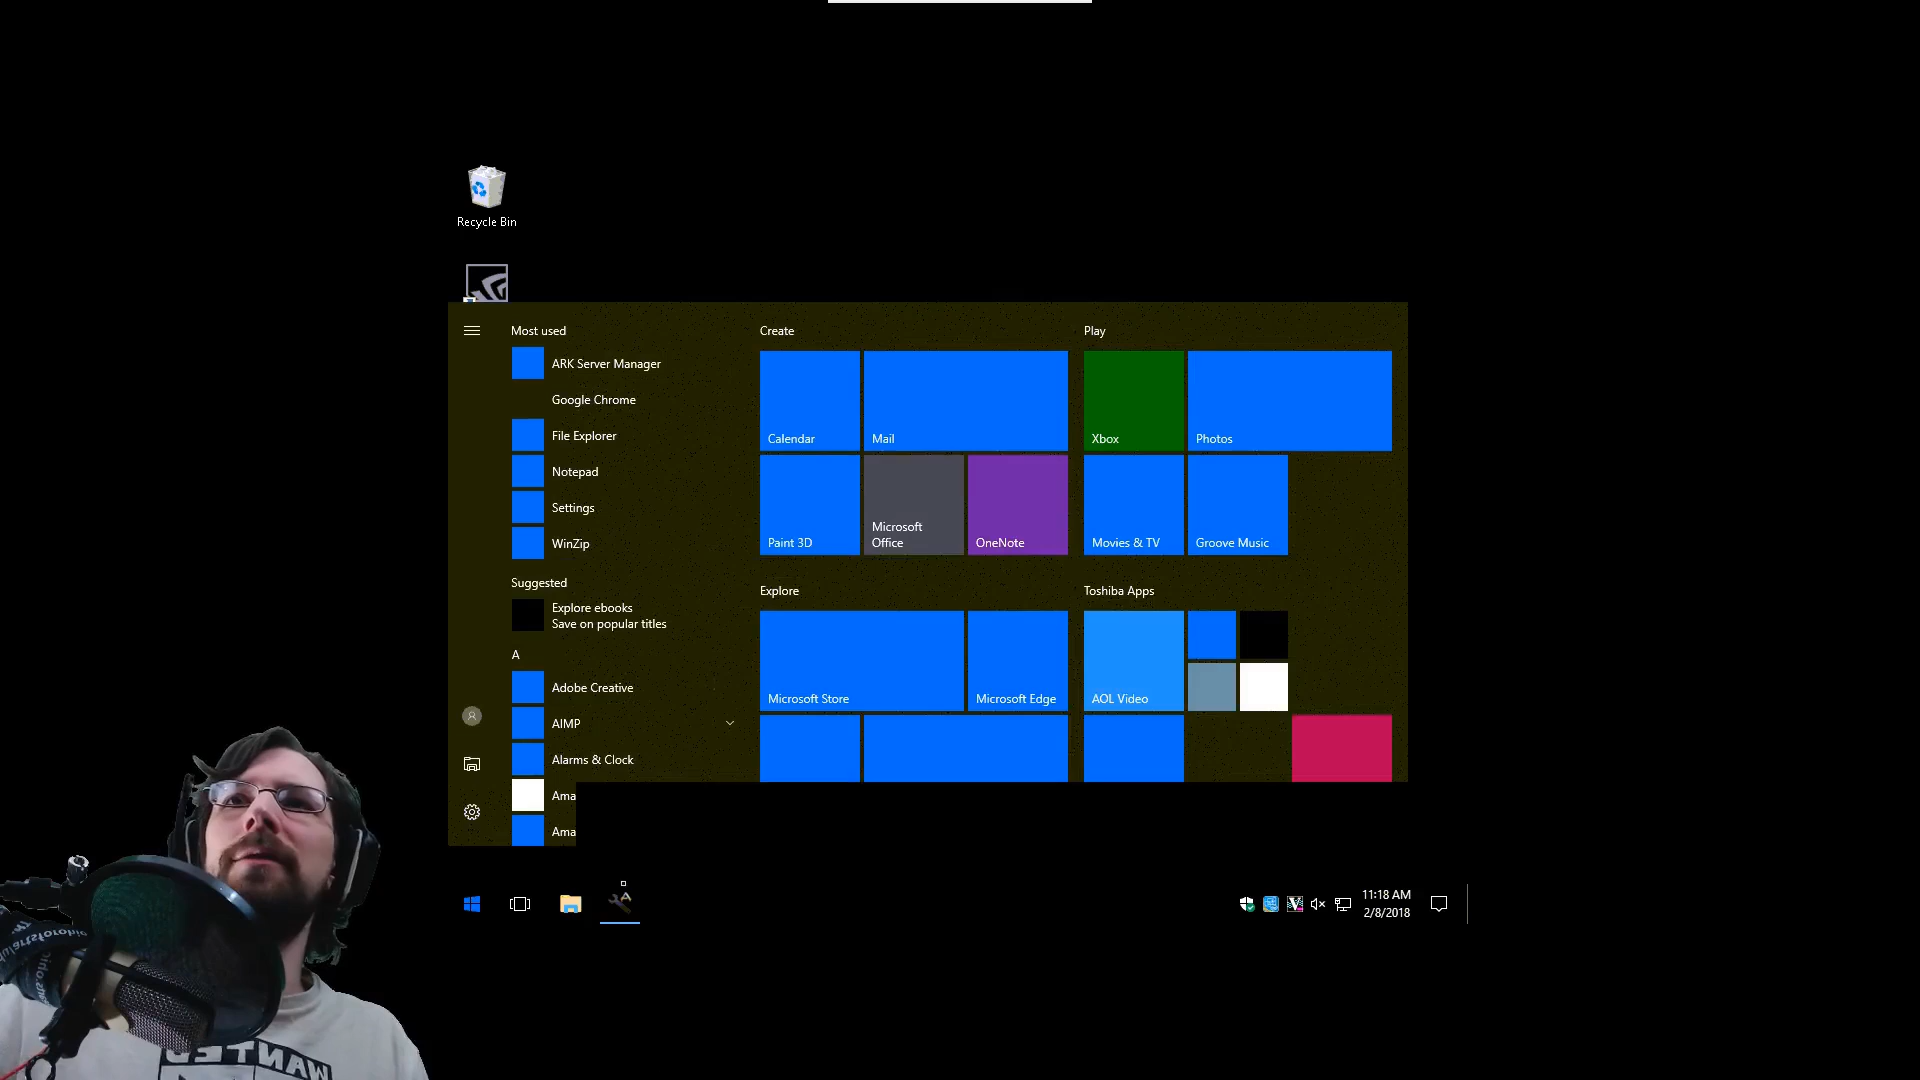 Recycle Bin
Most used
ARK Server Manager
Google Chrome
File Explorer
Notepad
Settings
WinZip
Suggested
Explore ebooks
Save on popular titles
A
Adobe Creative
AIMP
Alarms & Clock
Ama
Ama
Create
Calendar
Mail
Paint 3D
Microsoft
Office
OneNote
Explore
Microsoft Store
Microsoft Edge
Play
Xbox
Photos
Movies & TV
Groove Music
Toshiba Apps
AOL Video
11:18 AM
2/8/2018
WANTED